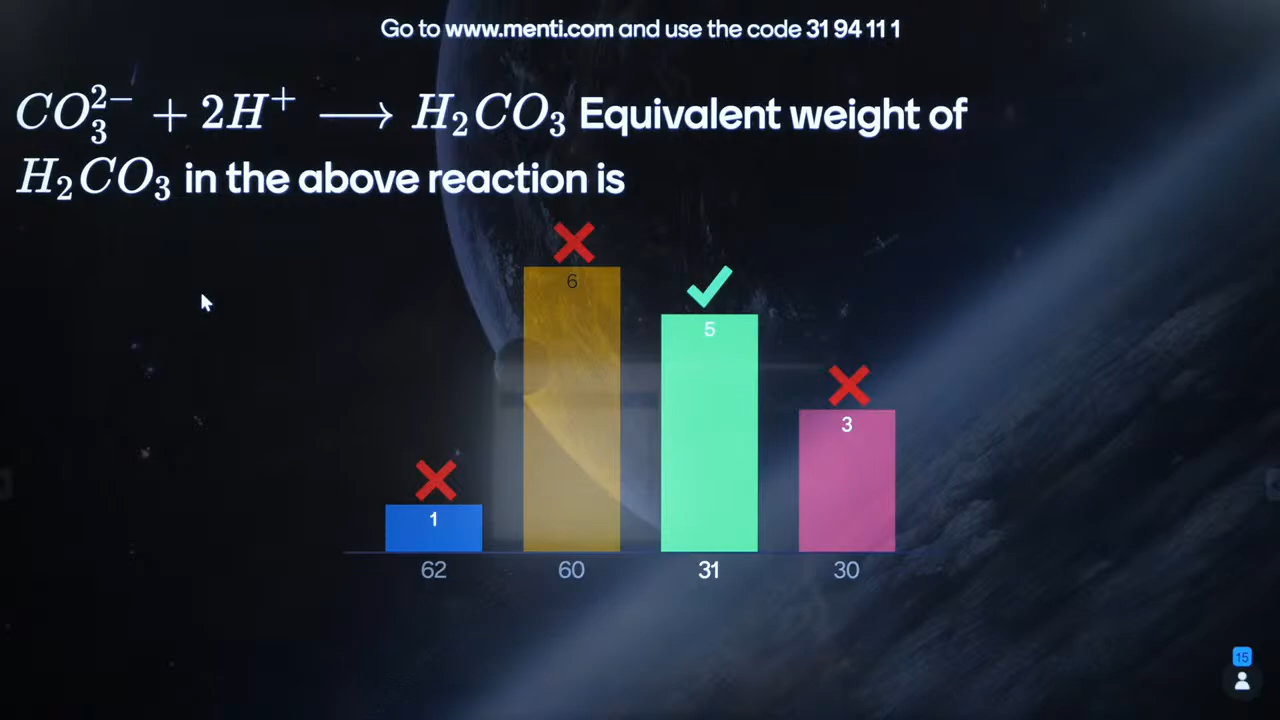 Go to www.menti.com and use the code 31 94 11 1
CO₃²⁻ + 2H⁺ ⟶ H₂CO₃ Equivalent weight of
H₂CO₃ in the above reaction is
6
5
3
1
62 60 31 30
15